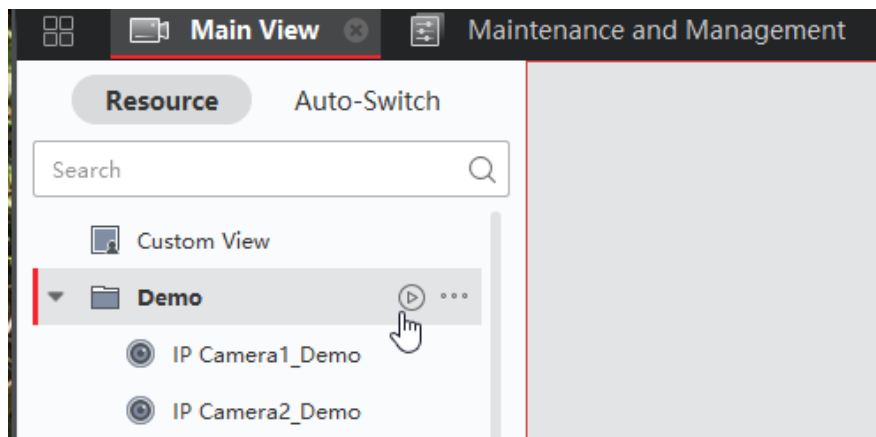 Main View Maintenance and Management
Resource Auto-Switch
Search
Custom View
Demo
IP Camera1_Demo
IP Camera2_Demo